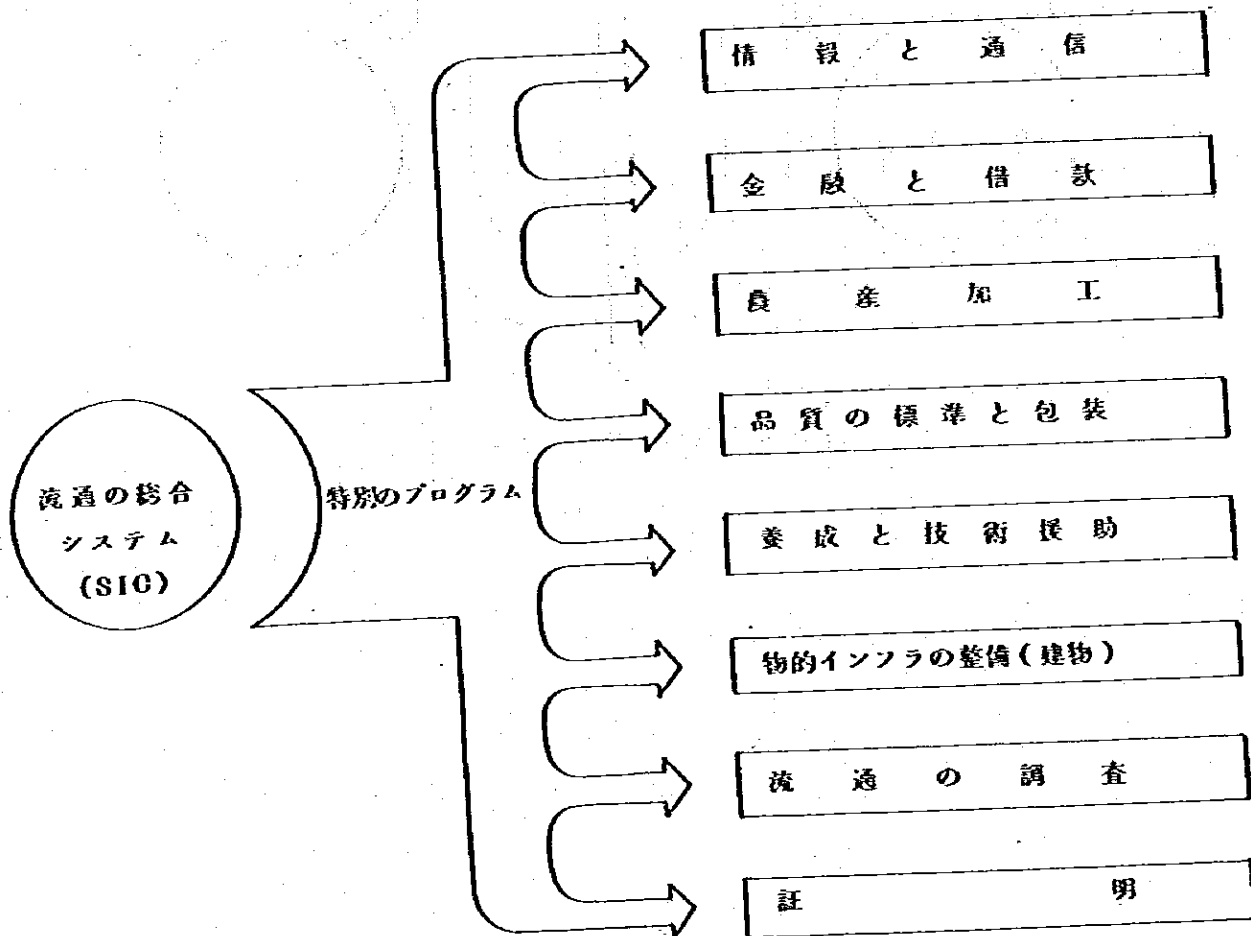 情報と通信
金融と借款
農産加工
品質の標準と包装
流通の総合
システム
(SIC)
特別のプログラム
養成と技術援助
物的インフラの整備(建物)
流通の調査
証明